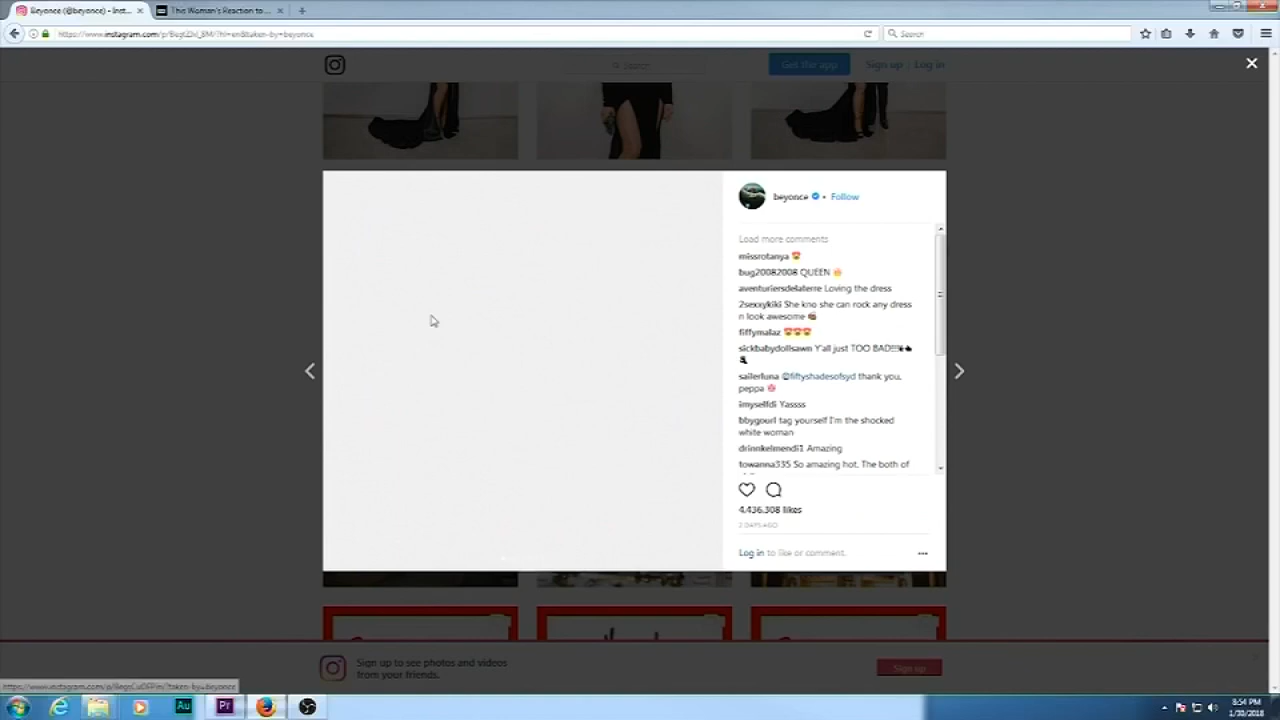 Beyoncé (@beyonce) • Inst...
This Woman's Reaction to...
Search
Search
Get the app
Sign up
Log in
beyonce • Follow
Load more comments
missrotanya
bug20082008 QUEEN
aventuriersdelaterre Loving the dress
2sexxykiki She kno she can rock any dress
n look awesome
fiffymalaz
sickbabydollsawn Y'all just TOO BAD!!!!
sailerluna @fiftyshadesofsyd thank you,
peppa
imyselfdi Yassss
bbygourl tag yourself I'm the shocked
white woman
drinnkelmendi1 Amazing
towanna335 So amazing hot. The both of
4,436,308 likes
2 DAYS AGO
Log in to like or comment.
Sign up to see photos and videos
from your friends.
Sign up
Au
Pr
8:54 PM
1/30/2018